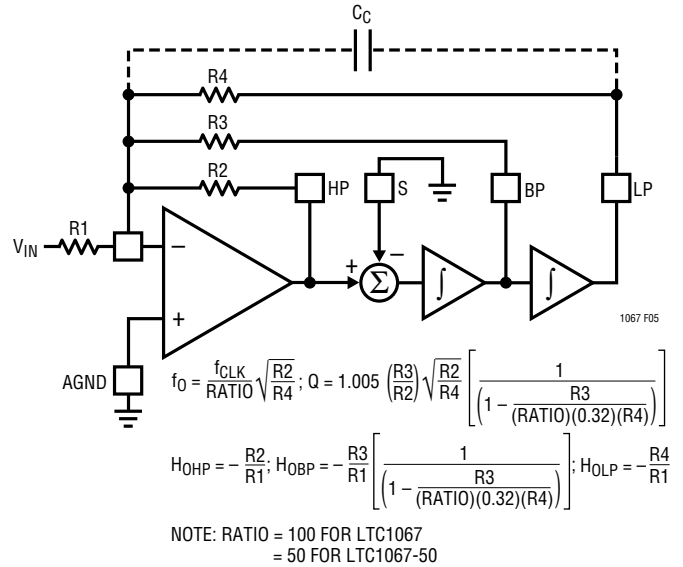 C_C
R4
R3
R2
HP
S
BP
LP
R1
V_IN
−
+
+
−
Σ
∫
∫
1067 F05
AGND
f_O = f_CLK/RATIO √(R2/R4) ; Q = 1.005 (R3/R2) √(R2/R4) [1/(1 − R3/((RATIO)(0.32)(R4)))]
H_OHP = − R2/R1; H_OBP = − R3/R1 [1/(1 − R3/((RATIO)(0.32)(R4)))]; H_OLP = − R4/R1
NOTE: RATIO = 100 FOR LTC1067
= 50 FOR LTC1067-50